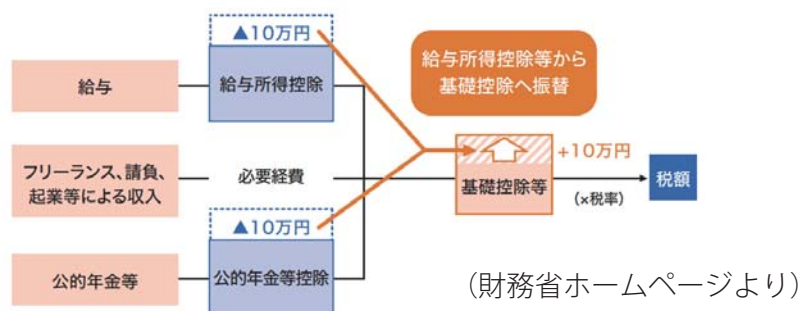 ▲10万円
給与
給与所得控除
給与所得控除等から
基礎控除へ振替
フリーランス、請負、
起業等による収入
必要経費
+10万円
基礎控除等
(×税率)
税額
▲10万円
公的年金等
公的年金等控除
(財務省ホームページより)